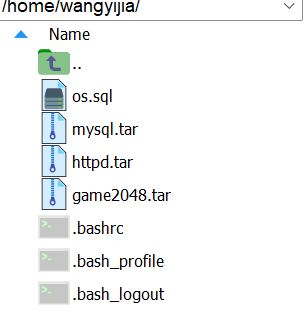 /home/wangyijia/
Name
..
os.sql
mysql.tar
httpd.tar
game2048.tar
.bashrc
.bash_profile
.bash_logout